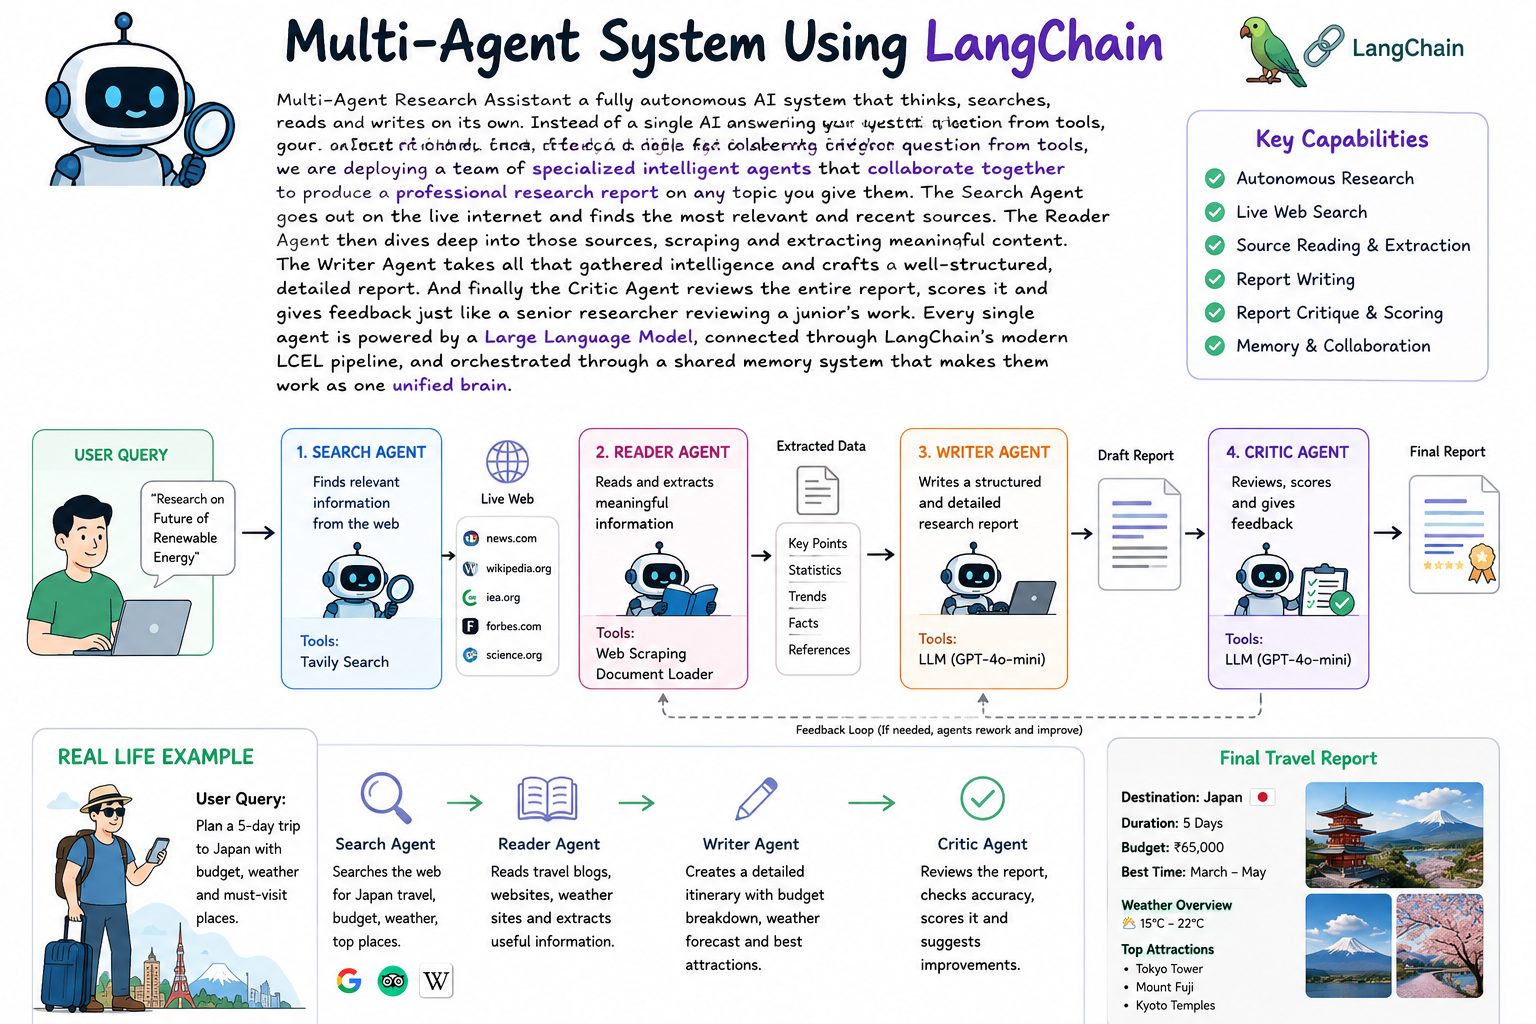 Multi-Agent System Using LangChain
LangChain
Multi-Agent Research Assistant a fully autonomous AI system that thinks, searches,
reads and writes on its own. Instead of a single AI answering from tools,
question from tools,
we are deploying a team of specialized intelligent agents that collaborate together
to produce a professional research report on any topic you give them. The Search Agent
goes out on the live internet and finds the most relevant and recent sources. The Reader
Agent then dives deep into those sources, scraping and extracting meaningful content.
The Writer Agent takes all that gathered intelligence and crafts a well-structured,
detailed report. And finally the Critic Agent reviews the entire report, scores it and
gives feedback just like a senior researcher reviewing a junior's work. Every single
agent is powered by a Large Language Model, connected through LangChain's modern
LCEL pipeline, and orchestrated through a shared memory system that makes them
work as one unified brain.
Key Capabilities
Autonomous Research
Live Web Search
Source Reading & Extraction
Report Writing
Report Critique & Scoring
Memory & Collaboration
USER QUERY
"Research on
Future of
Renewable
Energy"
1. SEARCH AGENT
Finds relevant
information
from the web
Tools:
Tavily Search
Live Web
news.com
wikipedia.org
iea.org
forbes.com
science.org
2. READER AGENT
Reads and extracts
meaningful
information
Tools:
Web Scraping
Document Loader
Extracted Data
Key Points
Statistics
Trends
Facts
References
3. WRITER AGENT
Writes a structured
and detailed
research report
Tools:
LLM (GPT-4o-mini)
Draft Report
4. CRITIC AGENT
Reviews, scores
and gives
feedback
Tools:
LLM (GPT-4o-mini)
Final Report
Feedback Loop (If needed, agents rework and improve)
REAL LIFE EXAMPLE
User Query:
Plan a 5-day trip
to Japan with
budget, weather
and must-visit
places.
Search Agent
Searches the web
for Japan travel,
budget, weather,
top places.
Reader Agent
Reads travel blogs,
websites, weather
sites and extracts
useful information.
Writer Agent
Creates a detailed
itinerary with budget
breakdown, weather
forecast and best
attractions.
Critic Agent
Reviews the report,
checks accuracy,
scores it and
suggests
improvements.
Final Travel Report
Destination: Japan
Duration: 5 Days
Budget: ₹65,000
Best Time: March – May
Weather Overview
15°C – 22°C
Top Attractions
• Tokyo Tower
• Mount Fuji
• Kyoto Temples